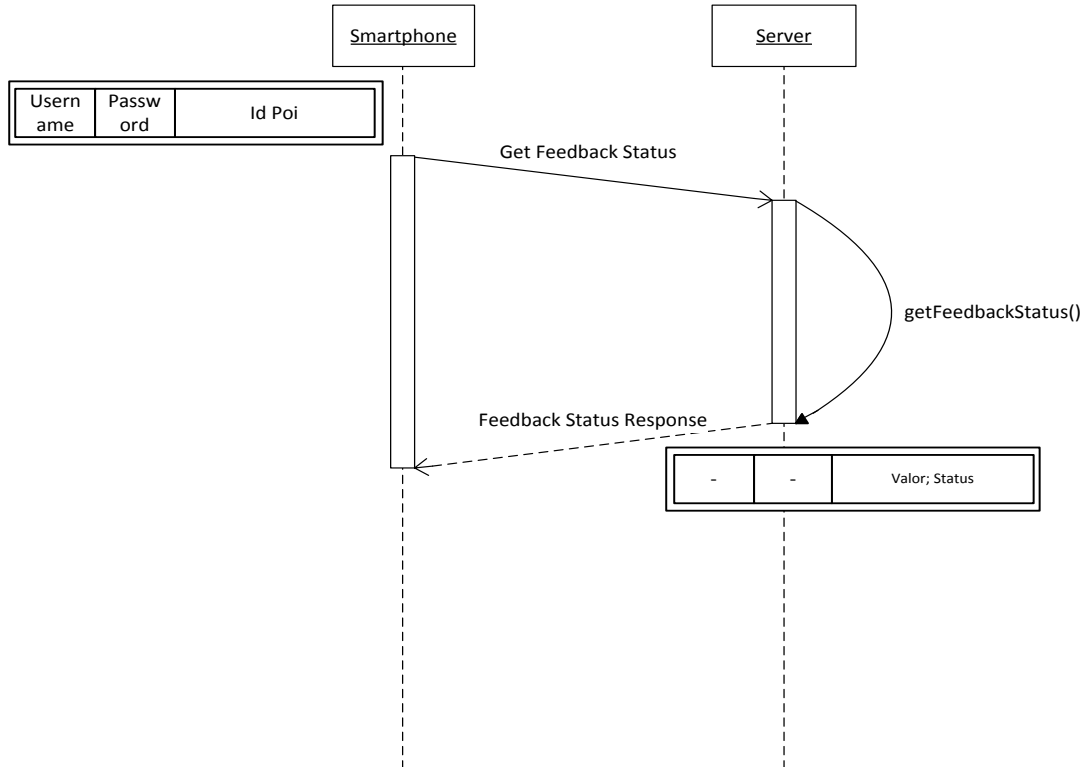 Smartphone
Server
Usern
ame
Passw
ord
Id Poi
Get Feedback Status
getFeedbackStatus()
Feedback Status Response
-
-
Valor; Status